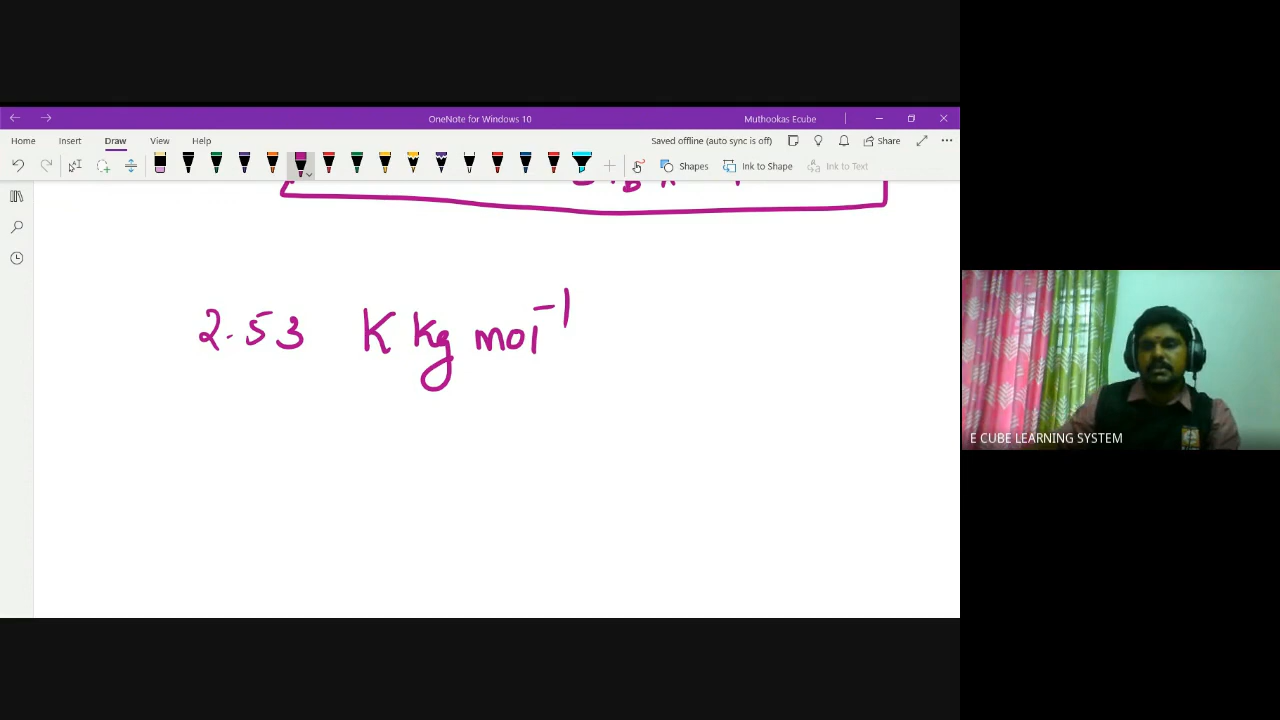 OneNote for Windows 10
Muthookas Ecube
Home Insert Draw View Help
Saved offline (auto sync is off)
Share
Shapes
Ink to Shape
Ink to Text
2.53 K kg mol⁻¹
E CUBE LEARNING SYSTEM